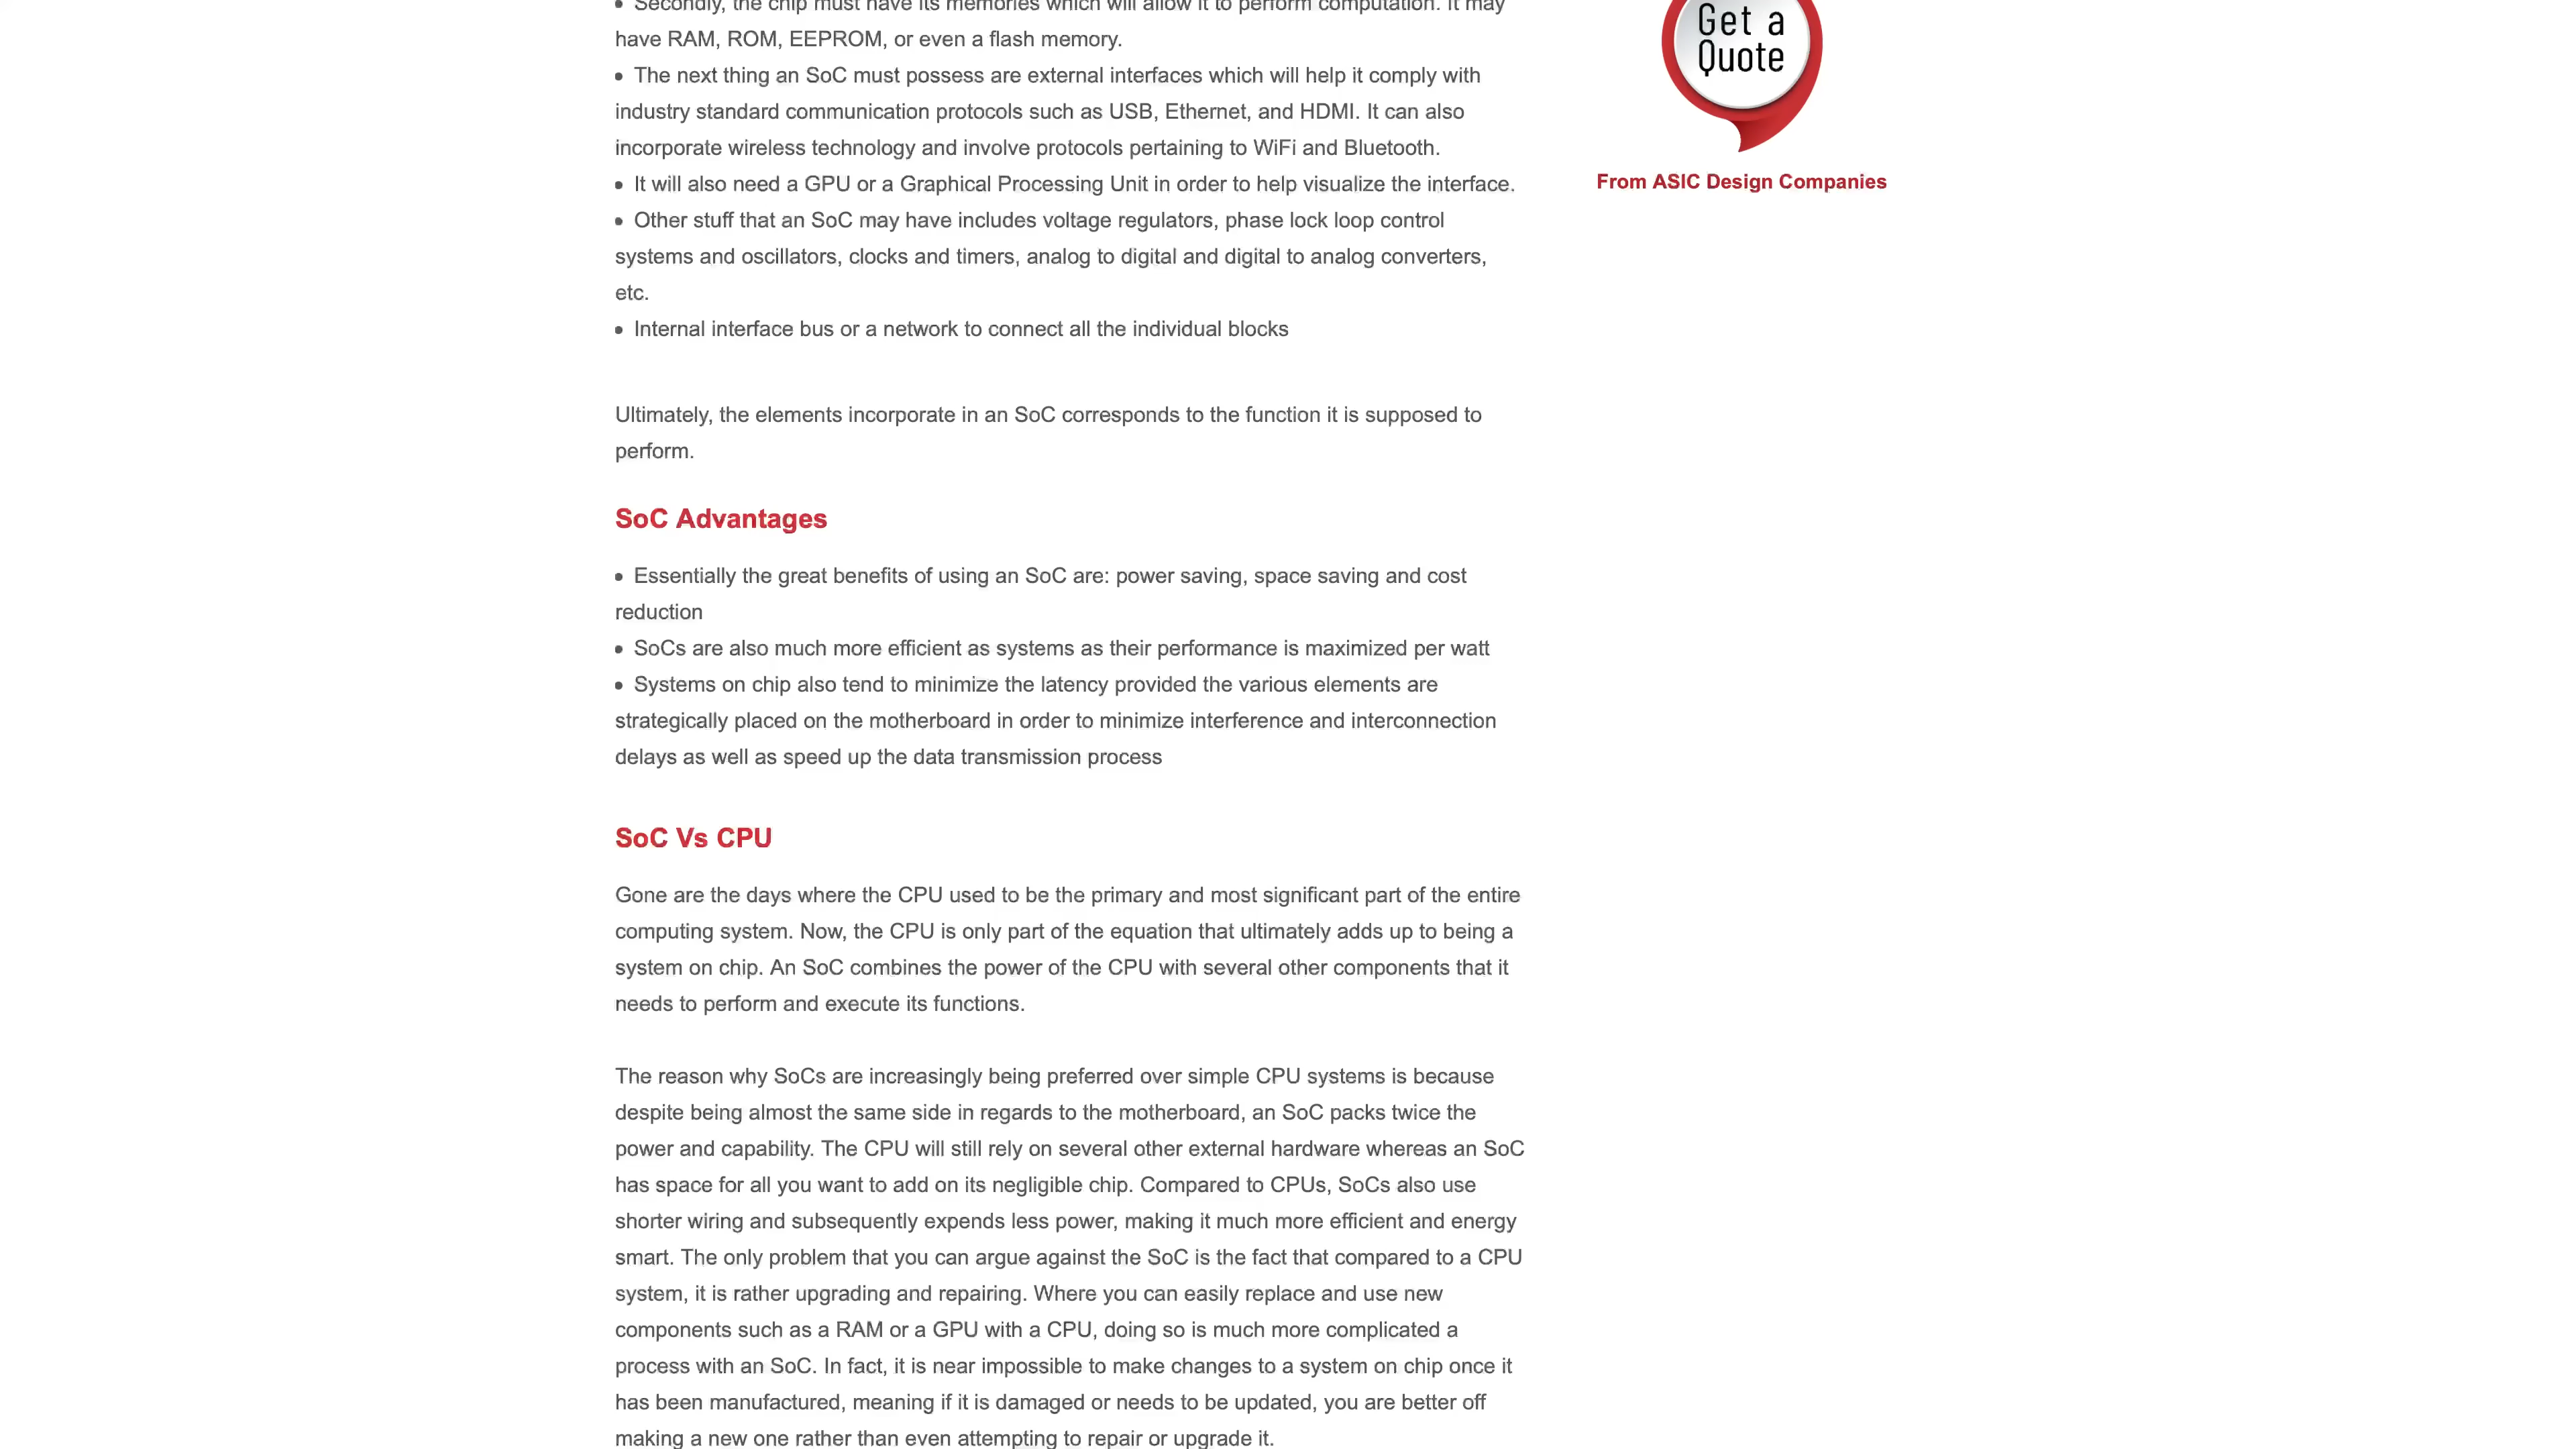 • Secondly, the chip must have its memories which will allow it to perform computation. It may
have RAM, ROM, EEPROM, or even a flash memory.
• The next thing an SoC must possess are external interfaces which will help it comply with
industry standard communication protocols such as USB, Ethernet, and HDMI. It can also
incorporate wireless technology and involve protocols pertaining to WiFi and Bluetooth.
• It will also need a GPU or a Graphical Processing Unit in order to help visualize the interface.
• Other stuff that an SoC may have includes voltage regulators, phase lock loop control
systems and oscillators, clocks and timers, analog to digital and digital to analog converters,
etc.
• Internal interface bus or a network to connect all the individual blocks
Ultimately, the elements incorporate in an SoC corresponds to the function it is supposed to
perform.
SoC Advantages
• Essentially the great benefits of using an SoC are: power saving, space saving and cost
reduction
• SoCs are also much more efficient as systems as their performance is maximized per watt
• Systems on chip also tend to minimize the latency provided the various elements are
strategically placed on the motherboard in order to minimize interference and interconnection
delays as well as speed up the data transmission process
SoC Vs CPU
Gone are the days where the CPU used to be the primary and most significant part of the entire
computing system. Now, the CPU is only part of the equation that ultimately adds up to being a
system on chip. An SoC combines the power of the CPU with several other components that it
needs to perform and execute its functions.
The reason why SoCs are increasingly being preferred over simple CPU systems is because
despite being almost the same side in regards to the motherboard, an SoC packs twice the
power and capability. The CPU will still rely on several other external hardware whereas an SoC
has space for all you want to add on its negligible chip. Compared to CPUs, SoCs also use
shorter wiring and subsequently expends less power, making it much more efficient and energy
smart. The only problem that you can argue against the SoC is the fact that compared to a CPU
system, it is rather upgrading and repairing. Where you can easily replace and use new
components such as a RAM or a GPU with a CPU, doing so is much more complicated a
process with an SoC. In fact, it is near impossible to make changes to a system on chip once it
has been manufactured, meaning if it is damaged or needs to be updated, you are better off
making a new one rather than even attempting to repair or upgrade it.
Get a
Quote
From ASIC Design Companies